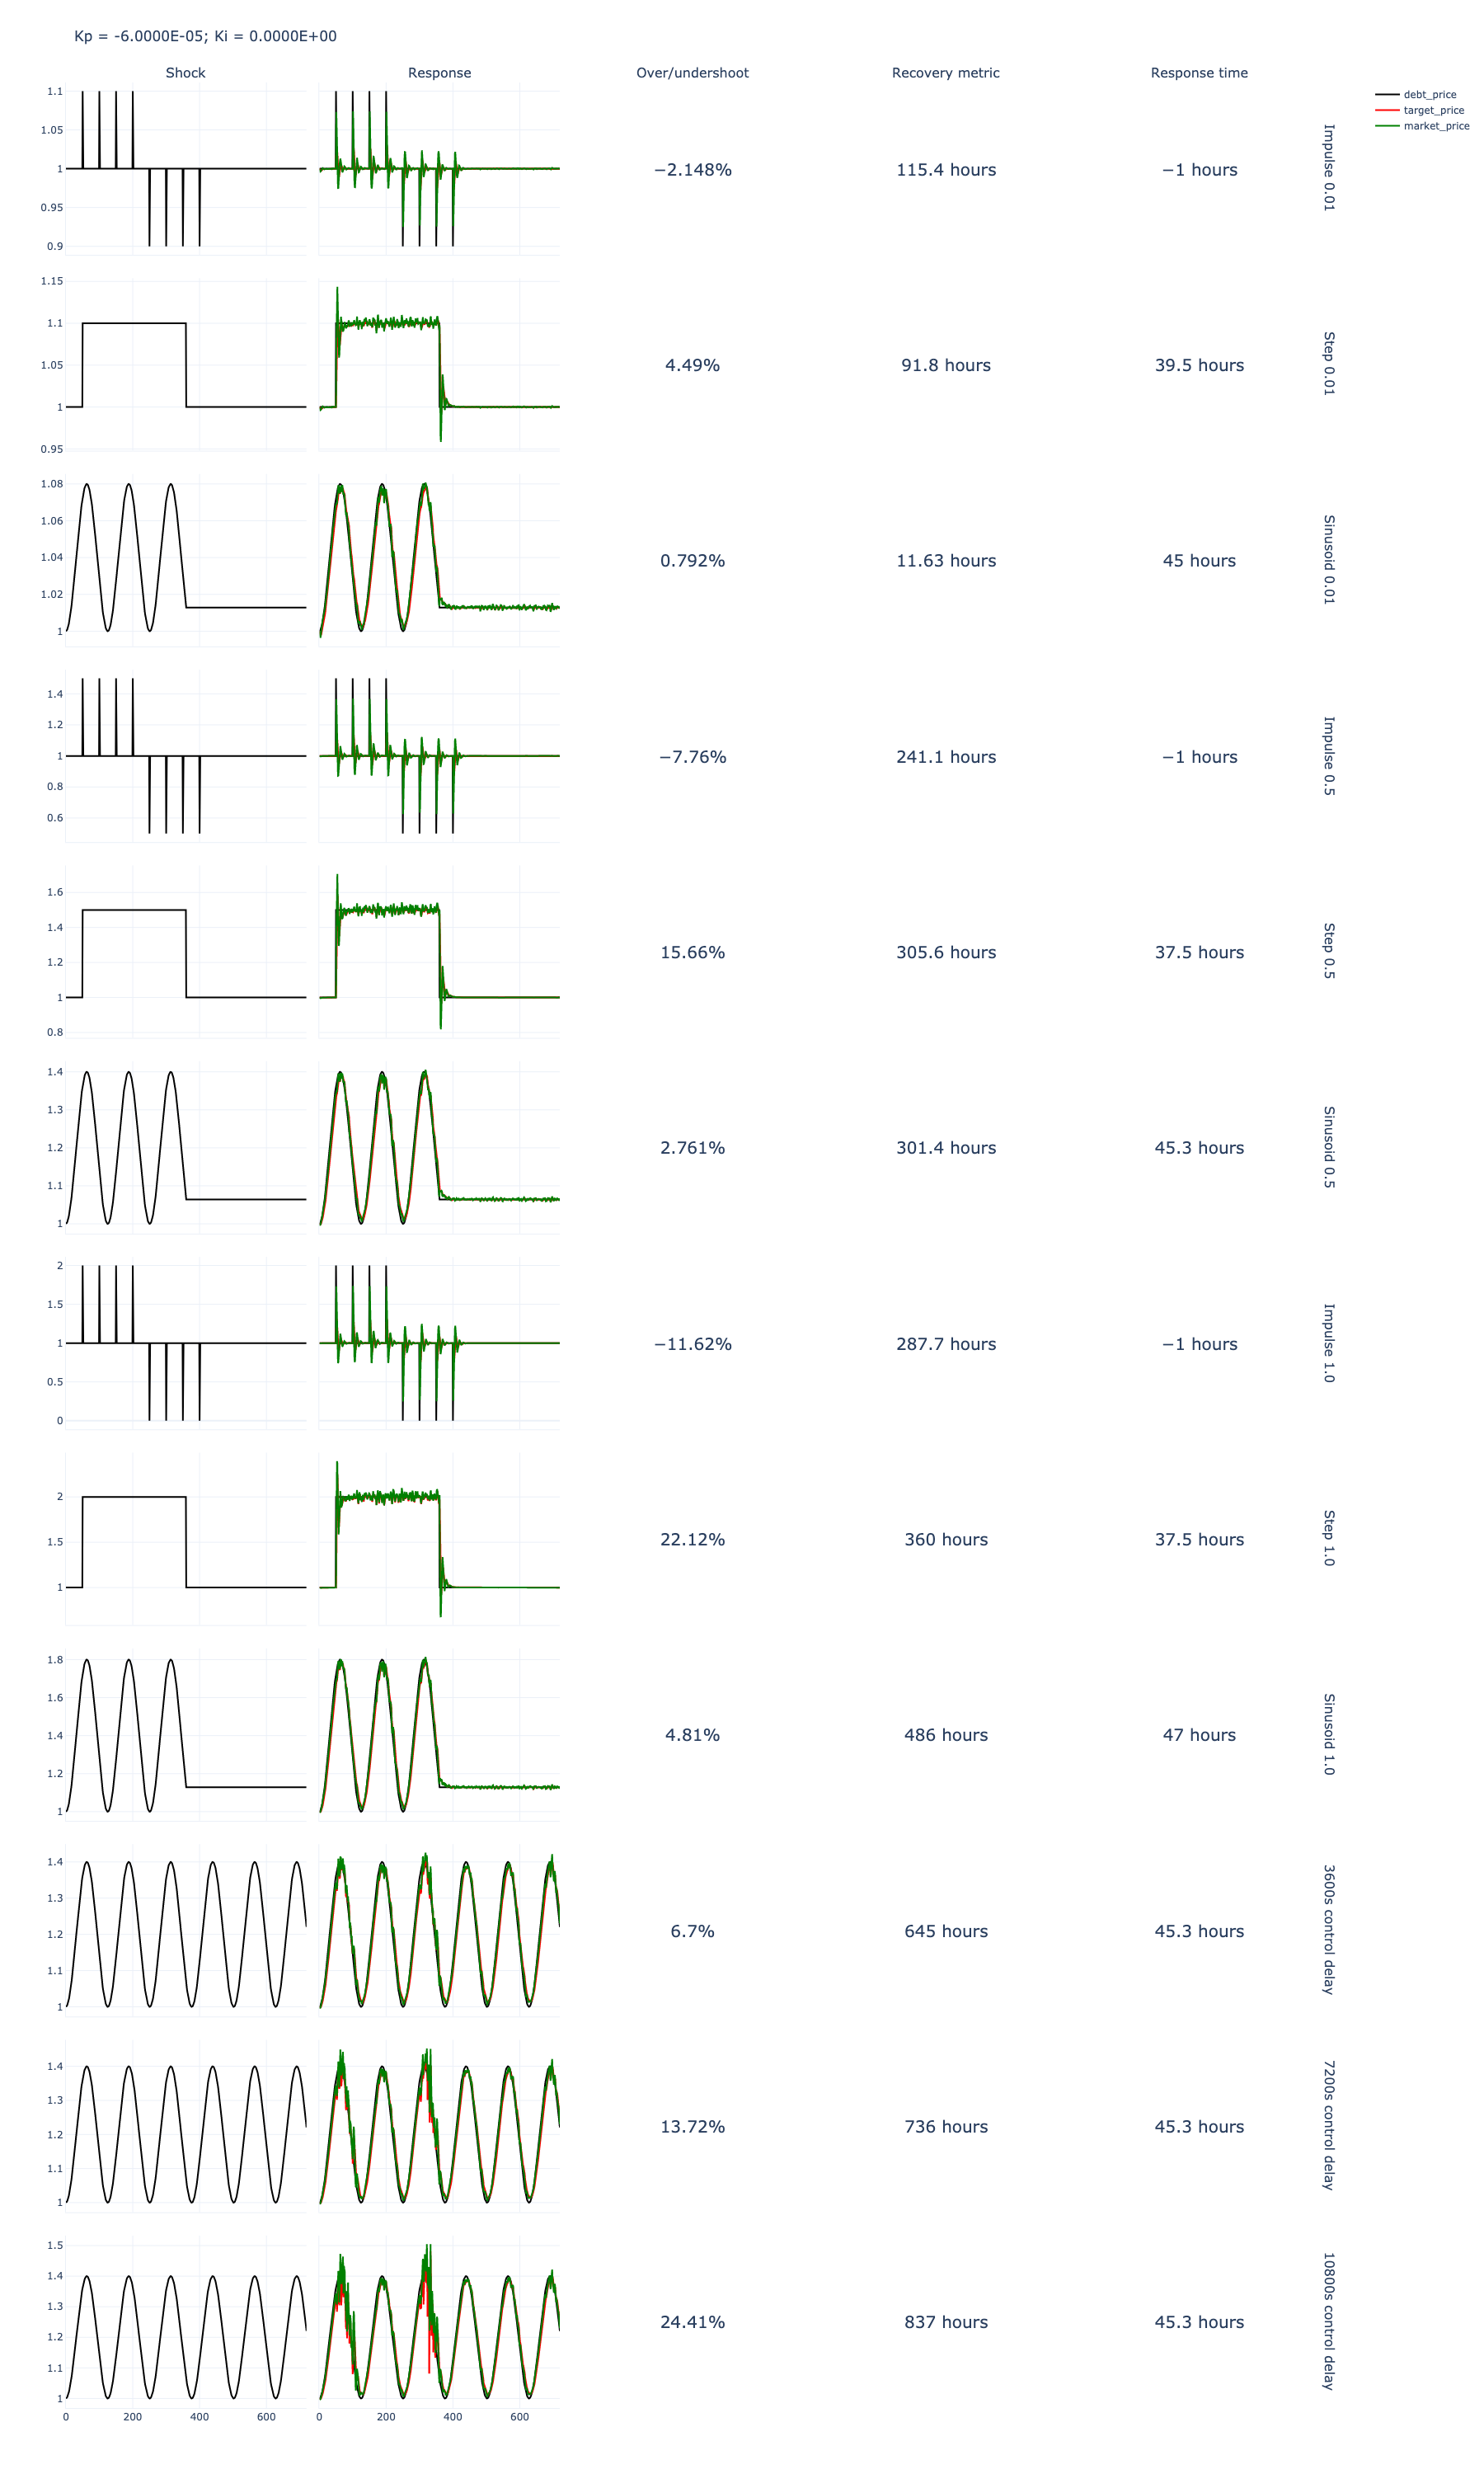 Kp = -6.0000E-05; Ki = 0.0000E+00
Shock Response Over/undershoot Recovery metric Response time
debt_price
target_price
market_price
1.1
1.05
1
0.95
0.9
−2.148% 115.4 hours −1 hours
Impulse 0.01
1.15
1.1
1.05
1
0.95
4.49% 91.8 hours 39.5 hours
Step 0.01
1.08
1.06
1.04
1.02
1
0.792% 11.63 hours 45 hours
Sinusoid 0.01
1.4
1.2
1
0.8
0.6
−7.76% 241.1 hours −1 hours
Impulse 0.5
1.6
1.4
1.2
1
0.8
15.66% 305.6 hours 37.5 hours
Step 0.5
1.4
1.3
1.2
1.1
1
2.761% 301.4 hours 45.3 hours
Sinusoid 0.5
2
1.5
1
0.5
0
−11.62% 287.7 hours −1 hours
Impulse 1.0
2
1.5
1
22.12% 360 hours 37.5 hours
Step 1.0
1.8
1.6
1.4
1.2
1
4.81% 486 hours 47 hours
Sinusoid 1.0
1.4
1.3
1.2
1.1
1
6.7% 645 hours 45.3 hours
3600s control delay
1.4
1.3
1.2
1.1
1
13.72% 736 hours 45.3 hours
7200s control delay
1.5
1.4
1.3
1.2
1.1
1
24.41% 837 hours 45.3 hours
10800s control delay
0 200 400 600 0 200 400 600